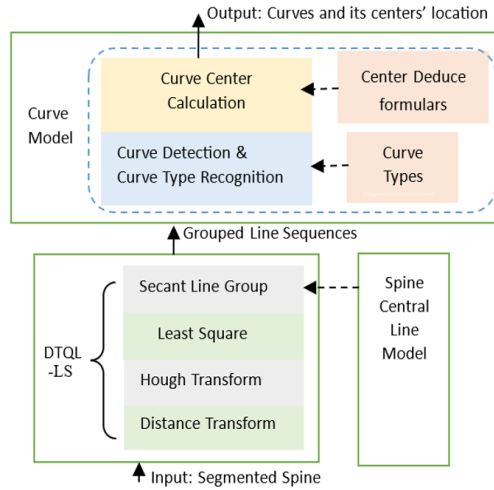 Output: Curves and its centers' location
Curve
Model
Curve Center
Calculation
Center Deduce
formulars
Curve Detection &
Curve Type Recognition
Curve
Types
Grouped Line Sequences
DTQL
-LS
Secant Line Group
Least Square
Hough Transform
Distance Transform
Spine
Central
Line
Model
Input: Segmented Spine